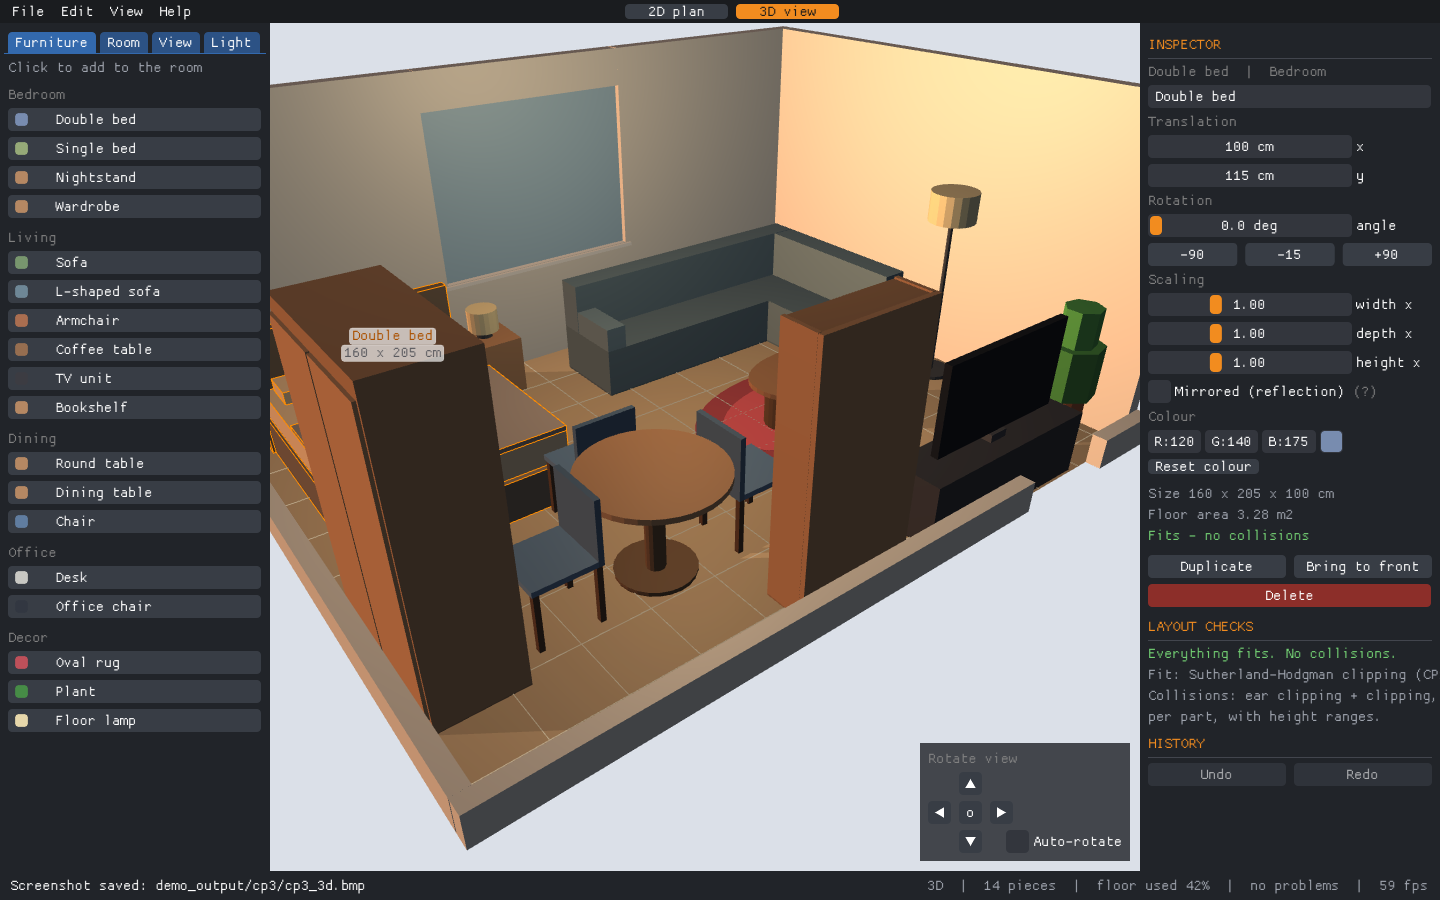 File Edit View Help
2D plan 3D view
Furniture Room View Light
Click to add to the room
Bedroom
Double bed
Single bed
Nightstand
Wardrobe
Living
Sofa
L-shaped sofa
Armchair
Coffee table
TV unit
Bookshelf
Dining
Round table
Dining table
Chair
Office
Desk
Office chair
Decor
Oval rug
Plant
Floor lamp
Double bed
160 x 205 cm
Rotate view
o
Auto-rotate
INSPECTOR
Double bed | Bedroom
Double bed
Translation
100 cm x
115 cm y
Rotation
0.0 deg angle
-90 -15 +90
Scaling
1.00 width x
1.00 depth x
1.00 height x
Mirrored (reflection) (?)
Colour
R:120 G:140 B:175
Reset colour
Size 160 x 205 x 100 cm
Floor area 3.28 m2
Fits - no collisions
Duplicate Bring to front
Delete
LAYOUT CHECKS
Everything fits. No collisions.
Fit: Sutherland-Hodgman clipping (CP
Collisions: ear clipping + clipping,
per part, with height ranges.
HISTORY
Undo Redo
Screenshot saved: demo_output/cp3/cp3_3d.bmp
3D | 14 pieces | floor used 42% | no problems | 59 fps